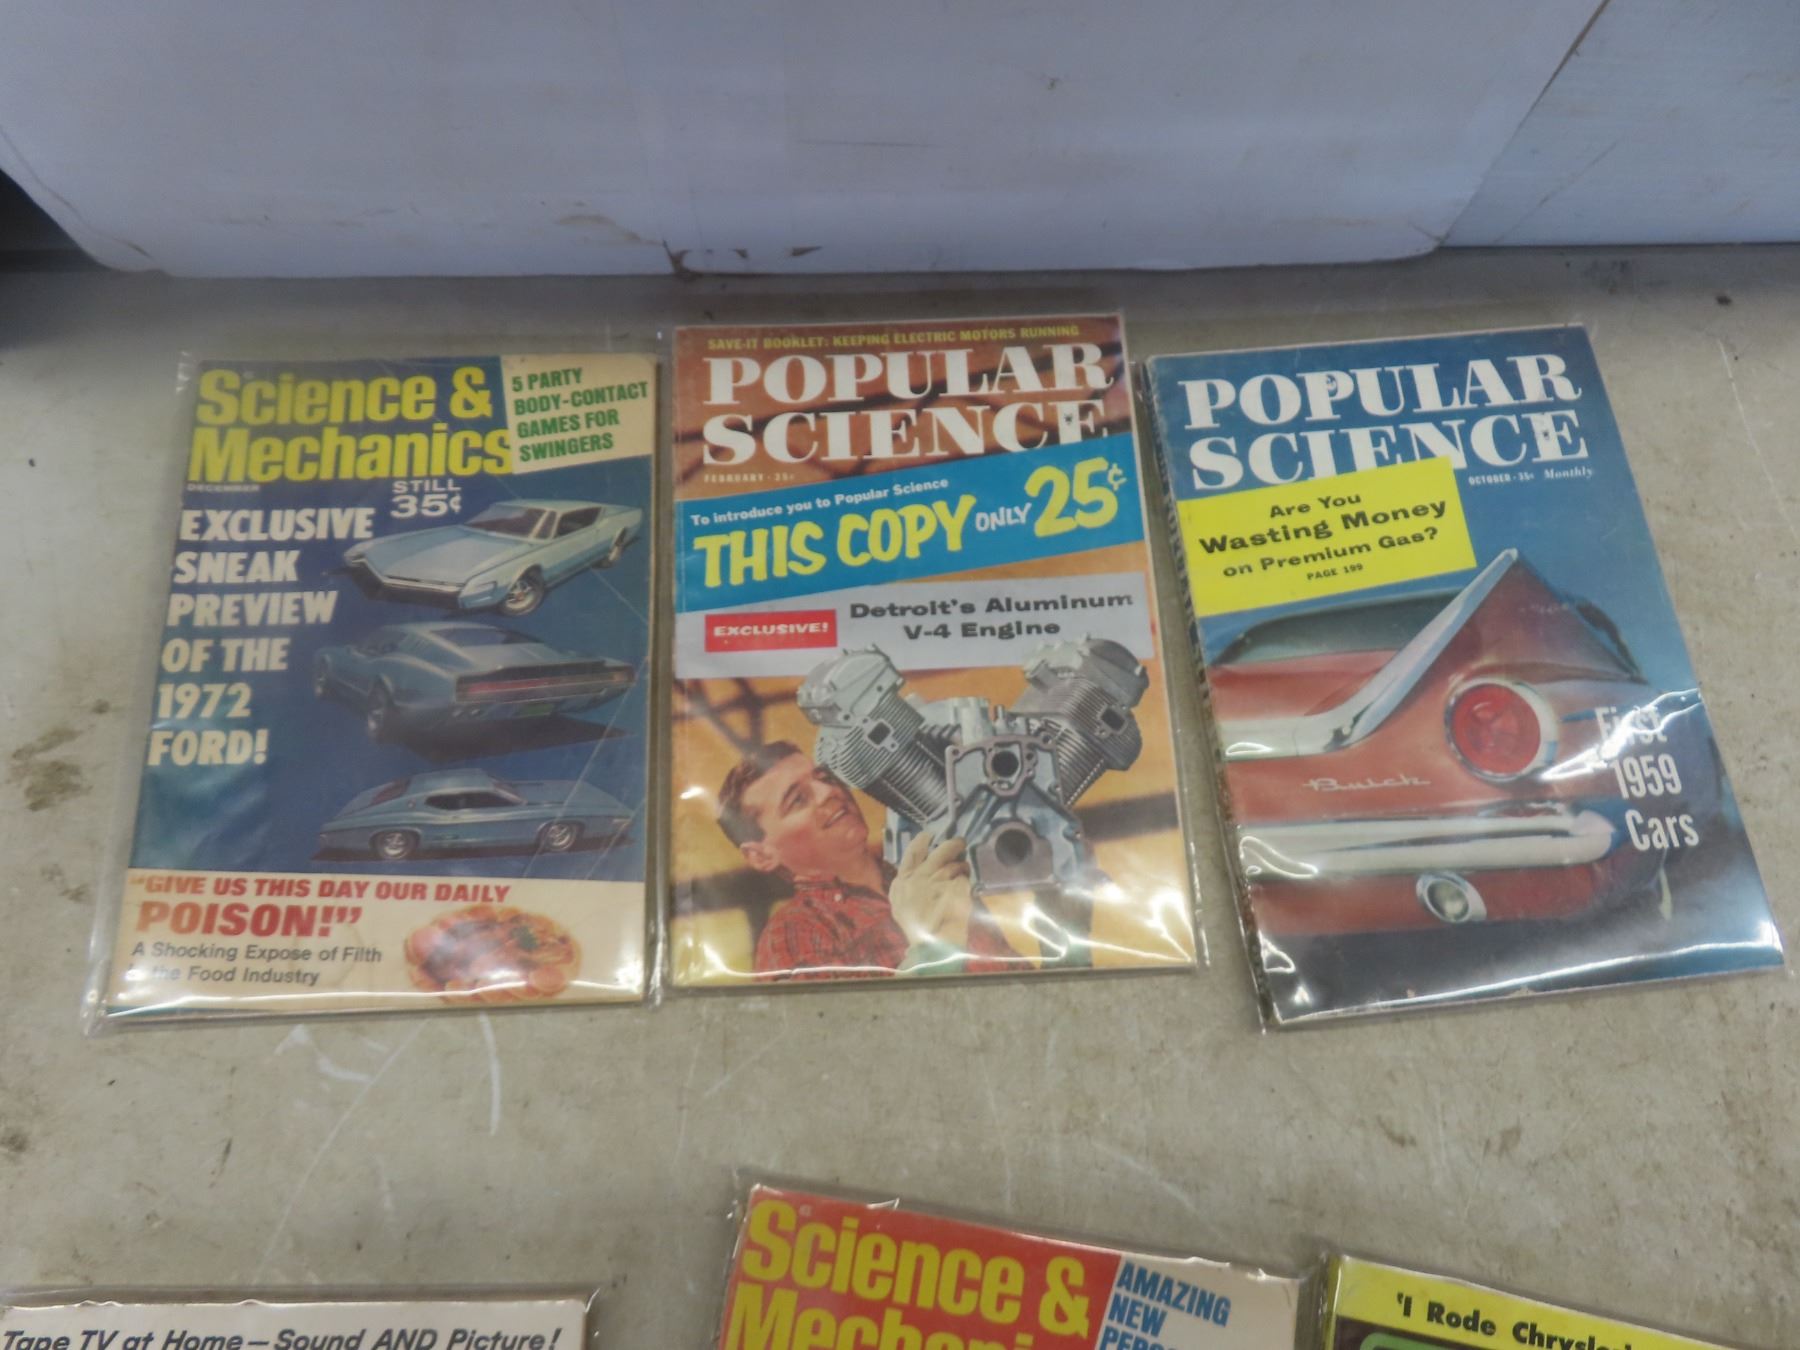 Science &
Mechanics
DECEMBER
5 PARTY
BODY-CONTACT
GAMES FOR
SWINGERS
STILL
35¢
EXCLUSIVE
SNEAK
PREVIEW
OF THE
1972
FORD!
"GIVE US THIS DAY OUR DAILY
POISON!"
A Shocking Expose of Filth
the Food Industry
SAVE-IT BOOKLET: KEEPING ELECTRIC MOTORS RUNNING
POPULAR
SCIENCE
FEBRUARY · 35¢
To introduce you to Popular Science
THIS COPY ONLY 25¢
EXCLUSIVE!
Detroit's Aluminum
V-4 Engine
POPULAR
SCIENCE
OCTOBER · 35¢ Monthly
Are You
Wasting Money
on Premium Gas?
PAGE 199
Buick
First
1959
Cars
Tape TV at Home—Sound AND Picture!
Science &
AMAZING
NEW
'I Rode